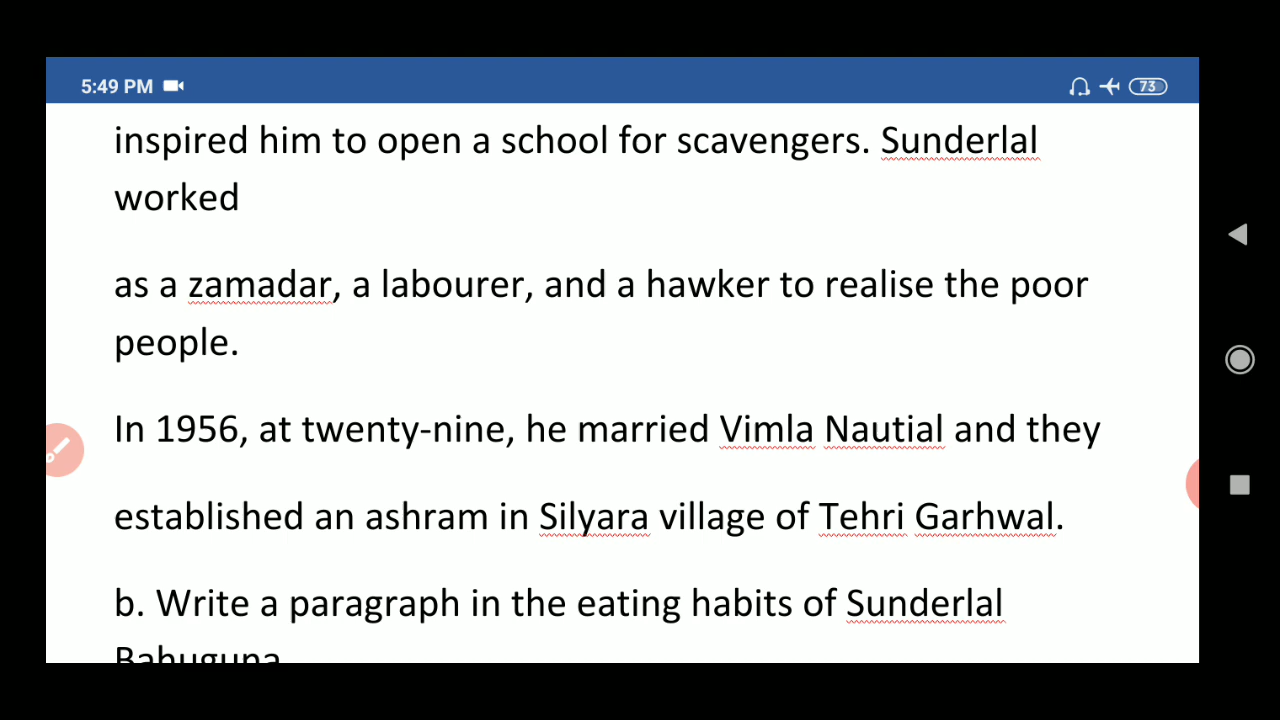 5:49 PM
73
inspired him to open a school for scavengers. Sunderlal
worked
as a zamadar, a labourer, and a hawker to realise the poor
people.
In 1956, at twenty-nine, he married Vimla Nautial and they
established an ashram in Silyara village of Tehri Garhwal.
b. Write a paragraph in the eating habits of Sunderlal
Bahuguna